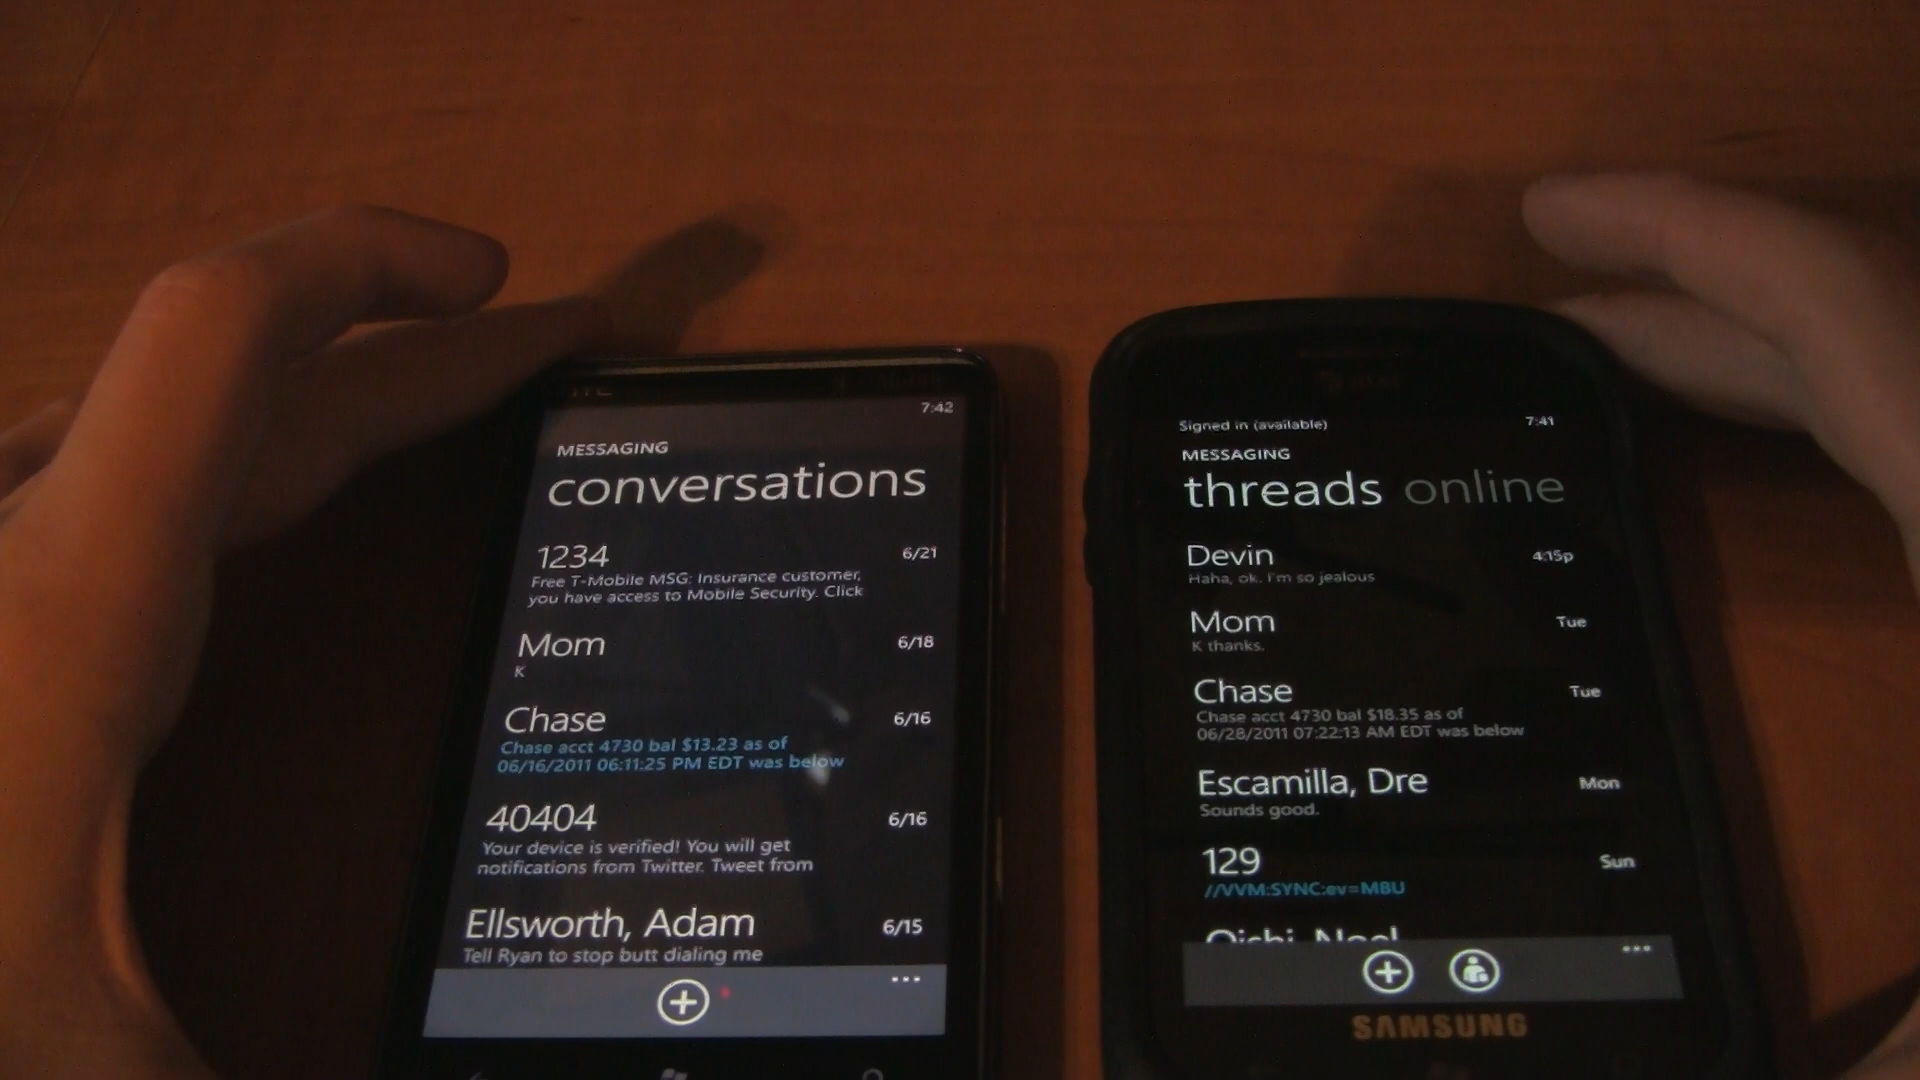 HTC
7:42
MESSAGING
conversations
1234
6/21
Free T-Mobile MSG: Insurance customer,
you have access to Mobile Security. Click
Mom
6/18
K
Chase
6/16
Chase acct 4730 bal $13.23 as of
06/16/2011 06:11:25 PM EDT was below
40404
6/16
Your device is verified! You will get
notifications from Twitter. Tweet from
Ellsworth, Adam
6/15
Tell Ryan to stop butt dialing me
Signed in (available)
7:41
MESSAGING
threads online
Devin
4:15p
Haha, ok. I'm so jealous
Mom
Tue
K thanks.
Chase
Tue
Chase acct 4730 bal $18.35 as of
06/28/2011 07:22:13 AM EDT was below
Escamilla, Dre
Mon
Sounds good.
129
Sun
//VVM:SYNC:ev=MBU
SAMSUNG